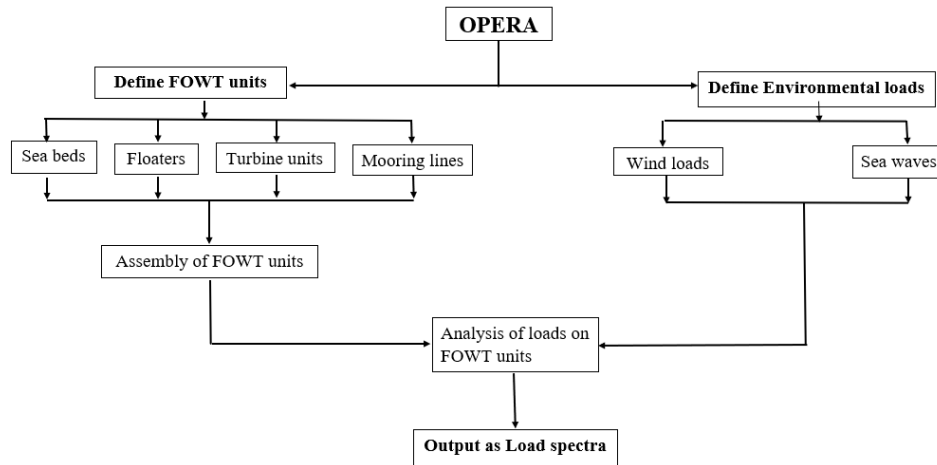 OPERA
Define FOWT units
Define Environmental loads
Sea beds
Floaters
Turbine units
Mooring lines
Wind loads
Sea waves
Assembly of FOWT units
Analysis of loads on
FOWT units
Output as Load spectra